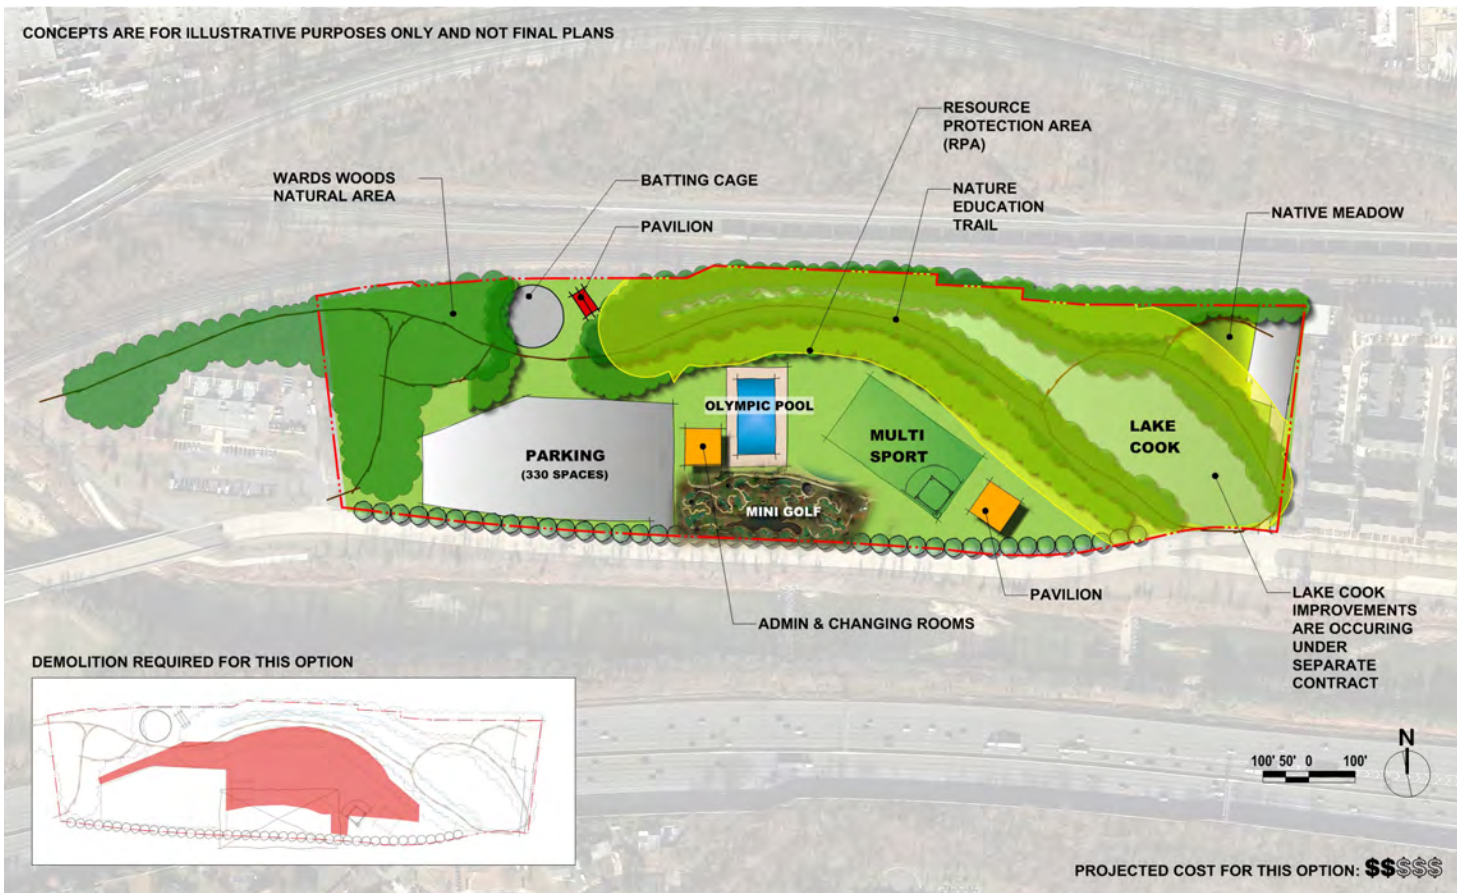 CONCEPTS ARE FOR ILLUSTRATIVE PURPOSES ONLY AND NOT FINAL PLANS
RESOURCE
PROTECTION AREA
(RPA)
WARDS WOODS
NATURAL AREA
BATTING CAGE
PAVILION
NATURE
EDUCATION
TRAIL
NATIVE MEADOW
OLYMPIC POOL
MULTI
SPORT
LAKE
COOK
PARKING
(330 SPACES)
MINI GOLF
PAVILION
ADMIN & CHANGING ROOMS
LAKE COOK
IMPROVEMENTS
ARE OCCURING
UNDER
SEPARATE
CONTRACT
DEMOLITION REQUIRED FOR THIS OPTION
N
100' 50' 0 100'
PROJECTED COST FOR THIS OPTION: $$$$$